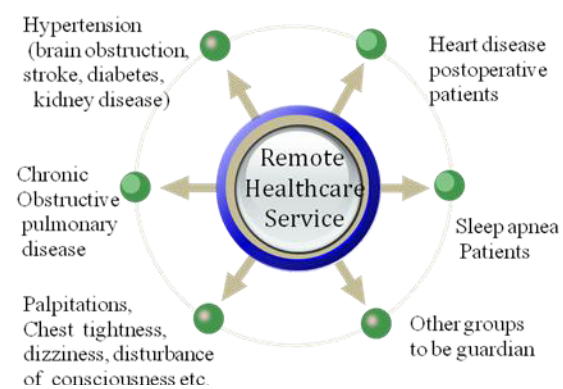 Hypertension
(brain obstruction,
stroke, diabetes,
kidney disease)
Heart disease
postoperative
patients
Remote
Healthcare
Service
Chronic
Obstructive
pulmonary
disease
Sleep apnea
Patients
Palpitations,
Chest tightness,
dizziness, disturbance
of consciousness etc.
Other groups
to be guardian